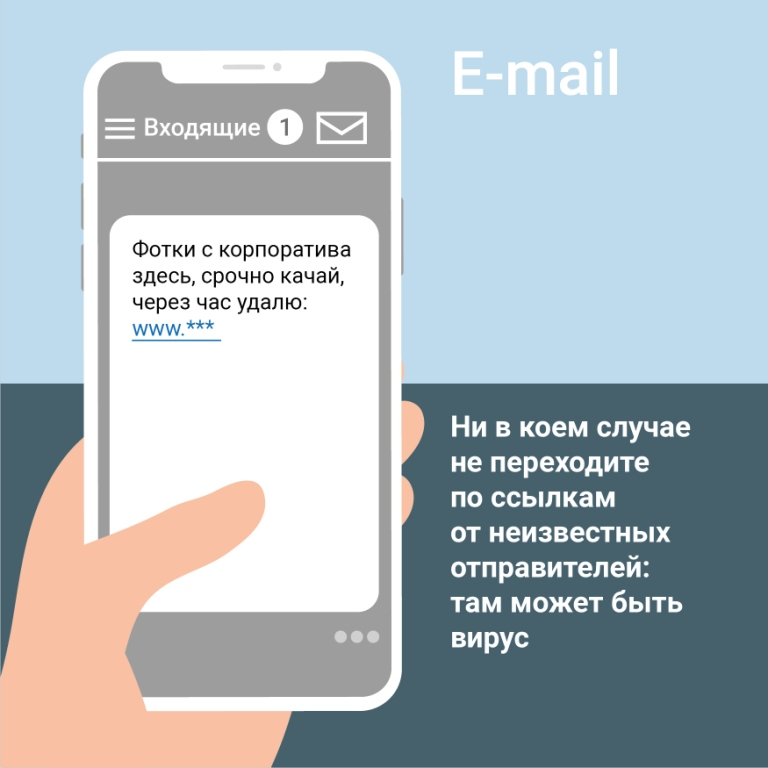 E-mail
Входящие 1
Фотки с корпоратива
здесь, срочно качай,
через час удалю:
www.***
Ни в коем случае
не переходите
по ссылкам
от неизвестных
отправителей:
там может быть
вирус